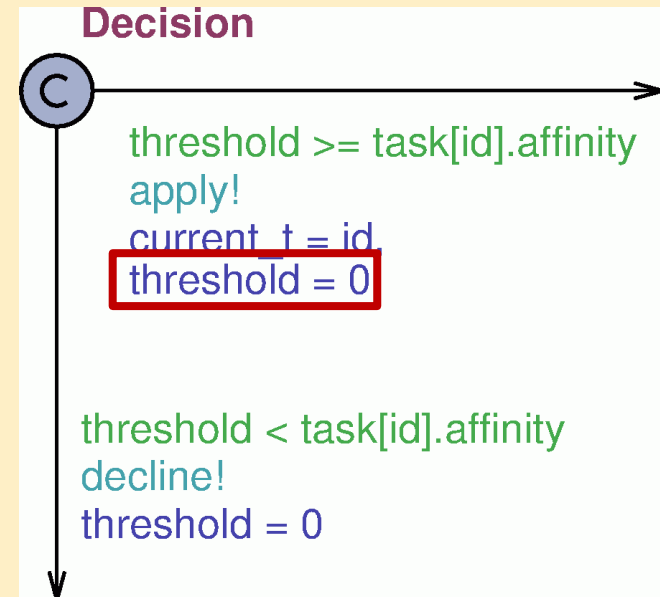 Decision
C
threshold >= task[id].affinity
apply!
current_t = id,
threshold = 0
threshold < task[id].affinity
decline!
threshold = 0